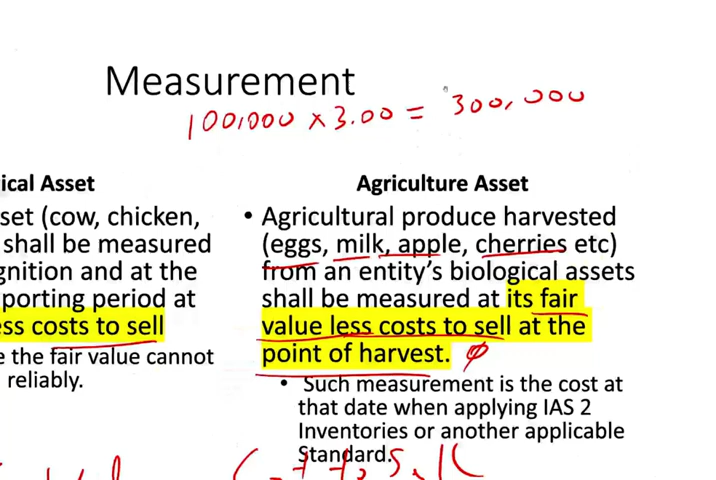 Measurement
100,000 x 3.00 = 300,000
ical Asset
set (cow, chicken,
shall be measured
gnition and at the
porting period at
ess costs to sell
e the fair value cannot
reliably.
Agriculture Asset
• Agricultural produce harvested
(eggs, milk, apple, cherries etc)
from an entity’s biological assets
shall be measured at its fair
value less costs to sell at the
point of harvest.
• Such measurement is the cost at
that date when applying IAS 2
Inventories or another applicable
Standard.